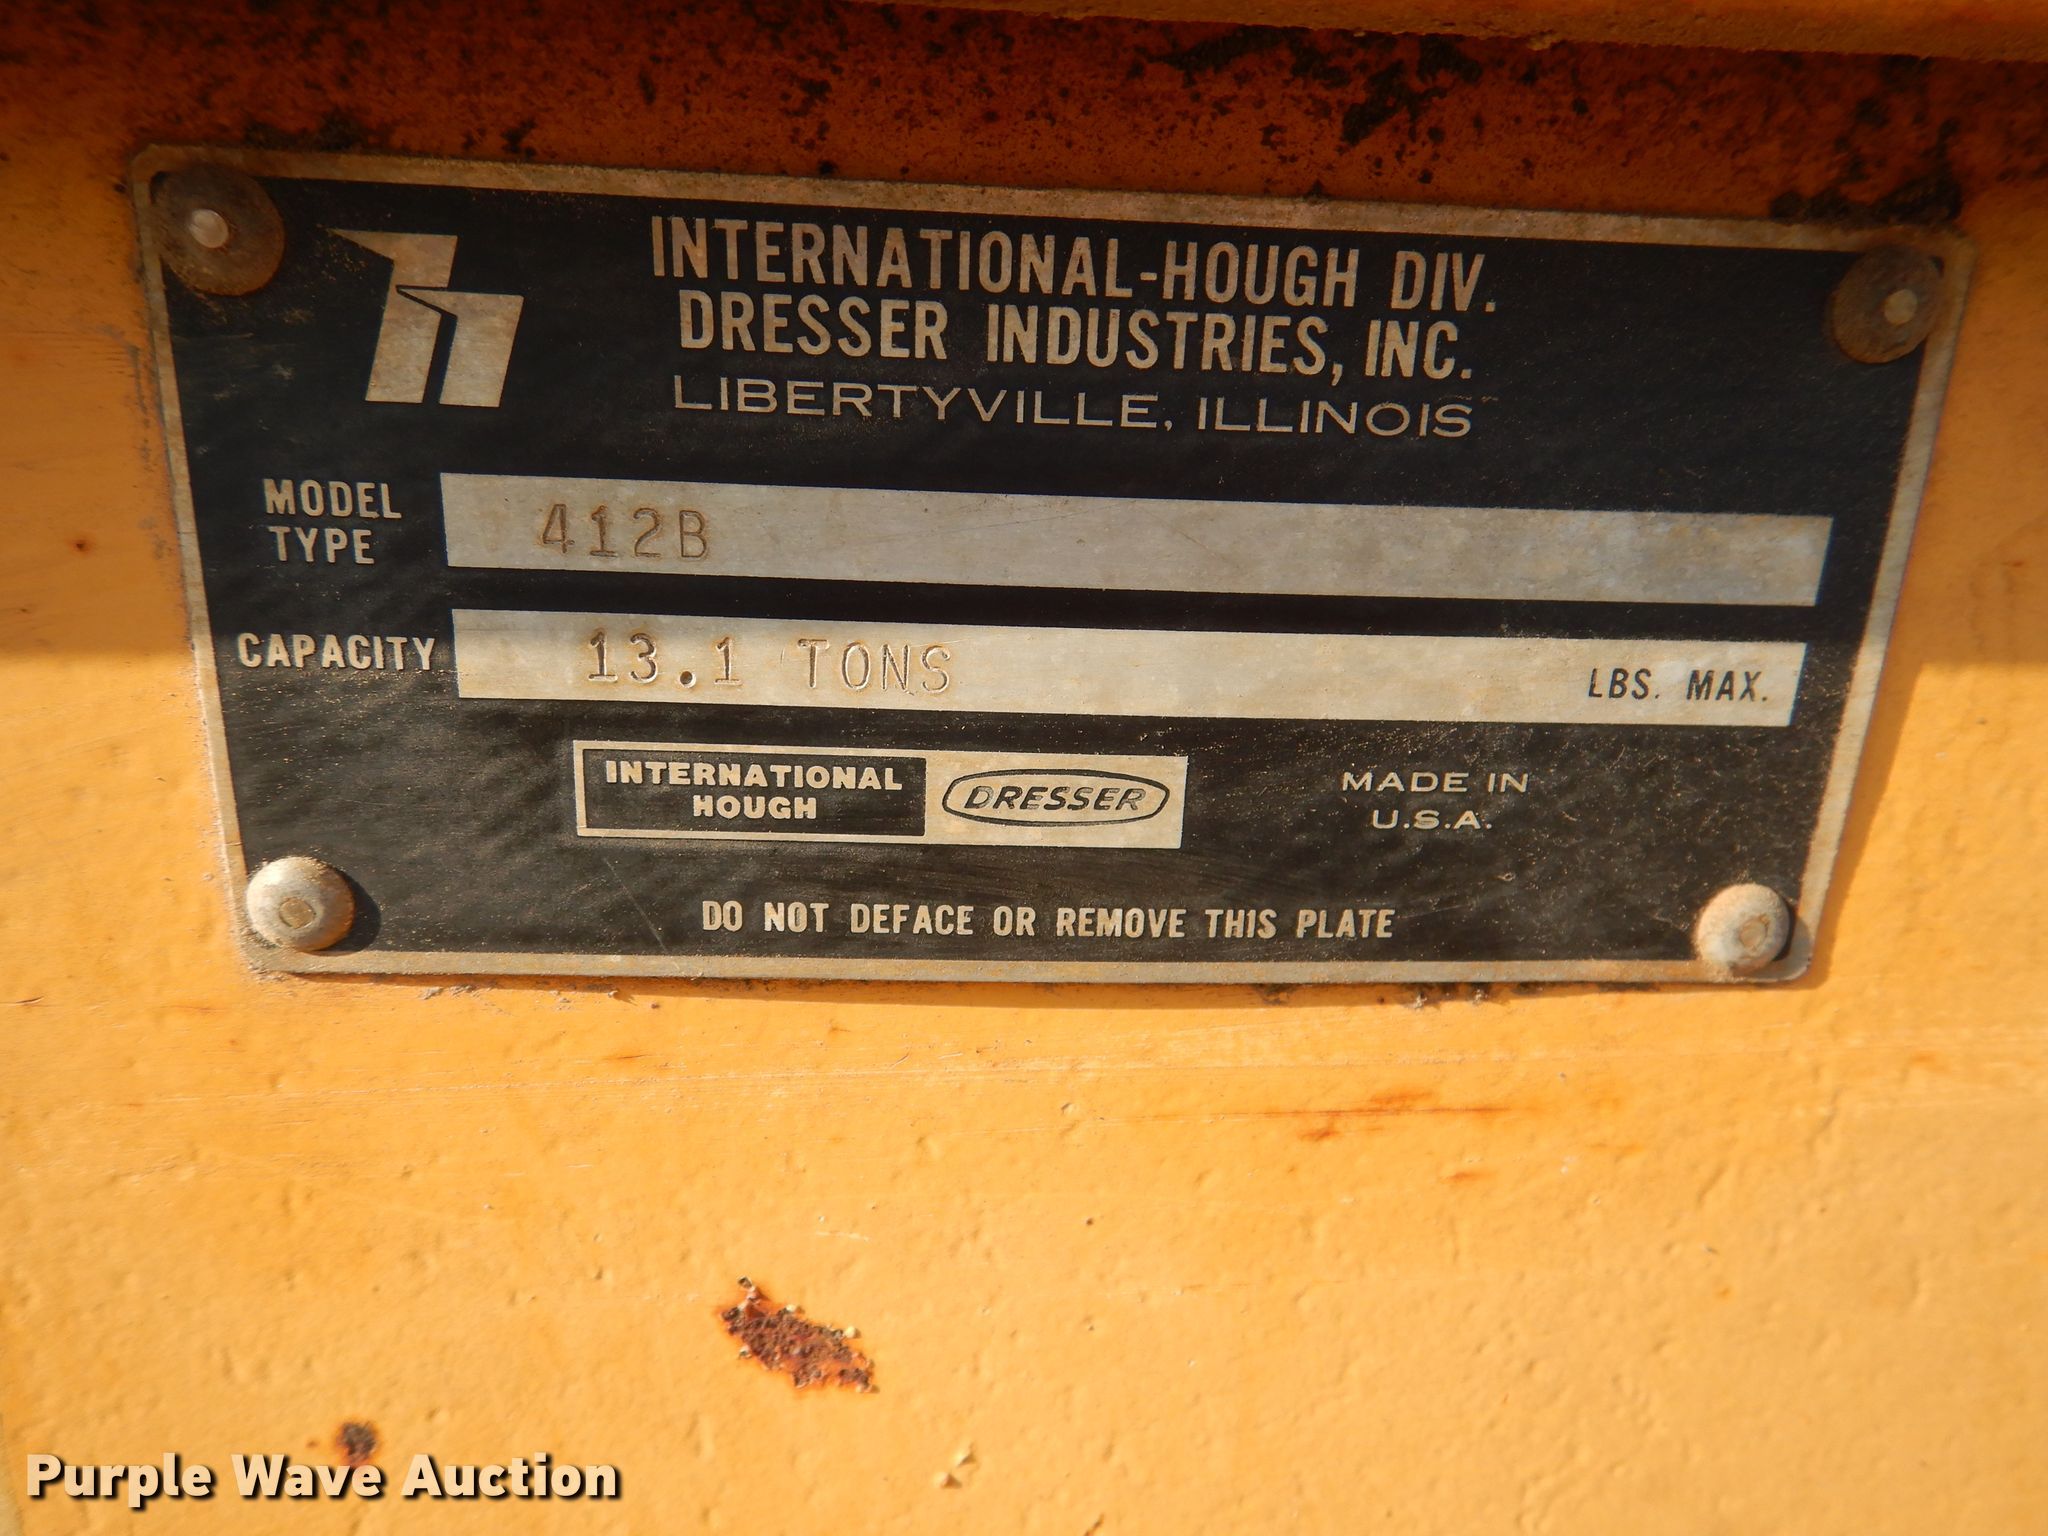 INTERNATIONAL-HOUGH DIV.
DRESSER INDUSTRIES, INC.
LIBERTYVILLE, ILLINOIS
MODEL
TYPE
412B
CAPACITY
13.1 TONS
LBS. MAX.
INTERNATIONAL
HOUGH
DRESSER
MADE IN
U.S.A.
DO NOT DEFACE OR REMOVE THIS PLATE
Purple Wave Auction